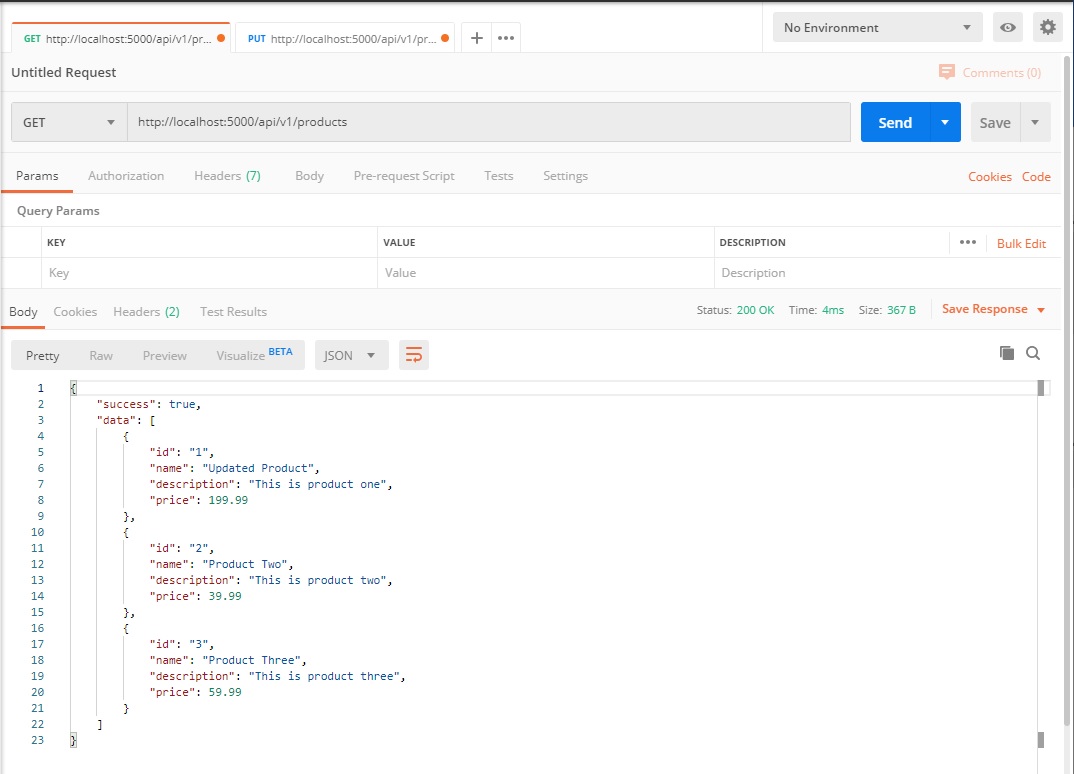 GET http://localhost:5000/api/v1/pr... PUT http://localhost:5000/api/v1/pr... + ••• No Environment
Untitled Request Comments (0)
GET http://localhost:5000/api/v1/products Send Save
Params Authorization Headers (7) Body Pre-request Script Tests Settings Cookies Code
Query Params
KEY VALUE DESCRIPTION ••• Bulk Edit
Key Value Description
Body Cookies Headers (2) Test Results Status: 200 OK Time: 4ms Size: 367 B Save Response
Pretty Raw Preview Visualize BETA JSON
1 {
2 "success": true,
3 "data": [
4 {
5 "id": "1",
6 "name": "Updated Product",
7 "description": "This is product one",
8 "price": 199.99
9 },
10 {
11 "id": "2",
12 "name": "Product Two",
13 "description": "This is product two",
14 "price": 39.99
15 },
16 {
17 "id": "3",
18 "name": "Product Three",
19 "description": "This is product three",
20 "price": 59.99
21 }
22 ]
23 }